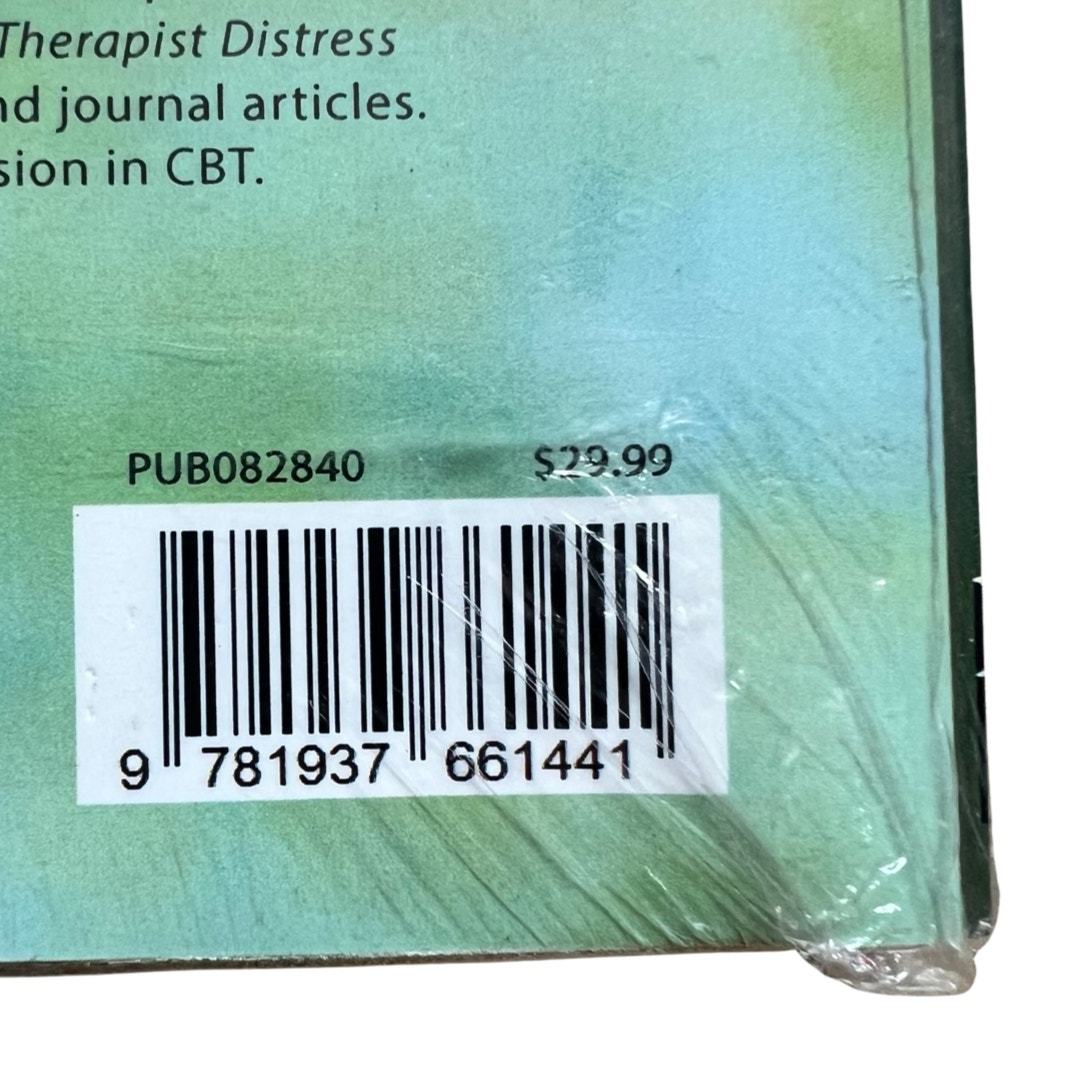 Therapist Distress
nd journal articles.
sion in CBT.
PUB082840 $29.99
9 781937 661441